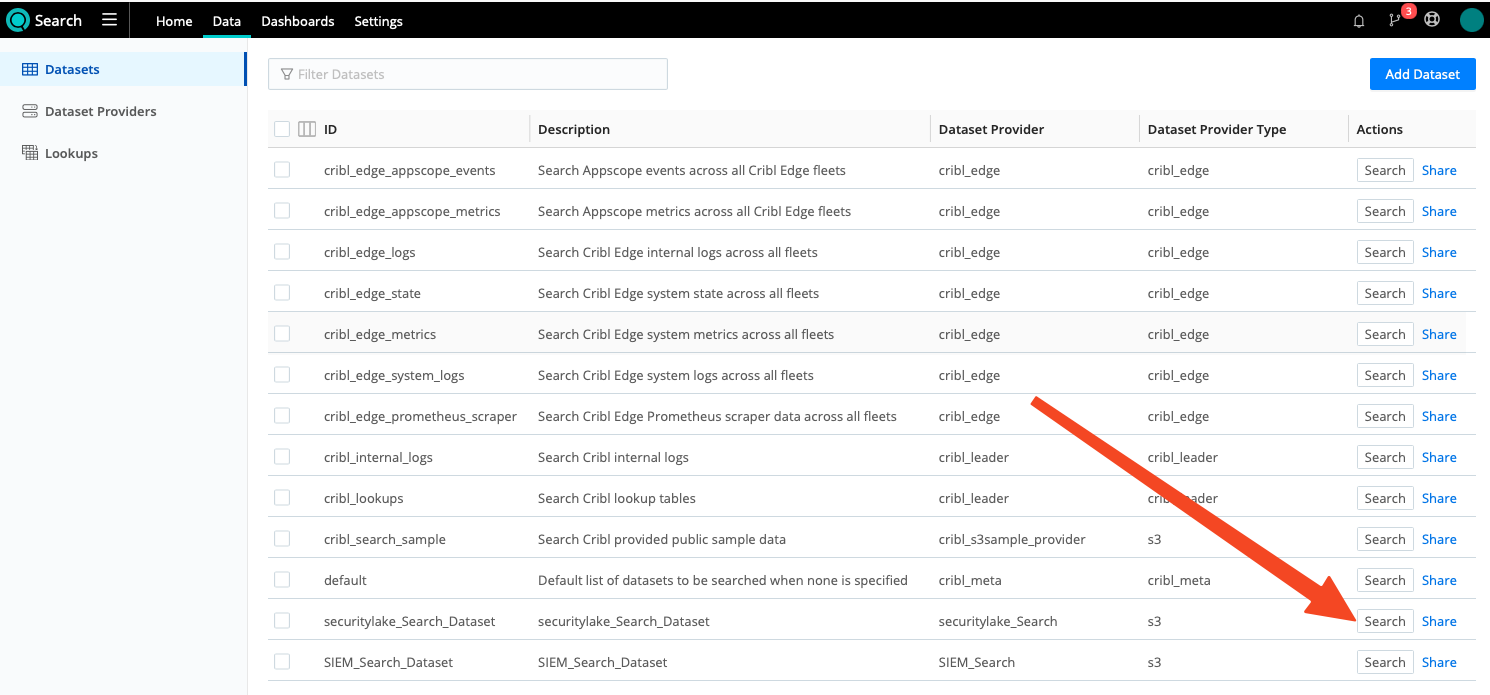 Search Home Data Dashboards Settings 3
Datasets
Dataset Providers
Lookups
Filter Datasets Add Dataset
ID Description Dataset Provider Dataset Provider Type Actions
cribl_edge_appscope_events Search Appscope events across all Cribl Edge fleets cribl_edge cribl_edge Search Share
cribl_edge_appscope_metrics Search Appscope metrics across all Cribl Edge fleets cribl_edge cribl_edge Search Share
cribl_edge_logs Search Cribl Edge internal logs across all fleets cribl_edge cribl_edge Search Share
cribl_edge_state Search Cribl Edge system state across all fleets cribl_edge cribl_edge Search Share
cribl_edge_metrics Search Cribl Edge system metrics across all fleets cribl_edge cribl_edge Search Share
cribl_edge_system_logs Search Cribl Edge system logs across all fleets cribl_edge cribl_edge Search Share
cribl_edge_prometheus_scraper Search Cribl Edge Prometheus scraper data across all fleets cribl_edge cribl_edge Search Share
cribl_internal_logs Search Cribl internal logs cribl_leader cribl_leader Search Share
cribl_lookups Search Cribl lookup tables cribl_leader cribl_leader Search Share
cribl_search_sample Search Cribl provided public sample data cribl_s3sample_provider s3 Search Share
default Default list of datasets to be searched when none is specified cribl_meta cribl_meta Search Share
securitylake_Search_Dataset securitylake_Search_Dataset securitylake_Search s3 Search Share
SIEM_Search_Dataset SIEM_Search_Dataset SIEM_Search s3 Search Share